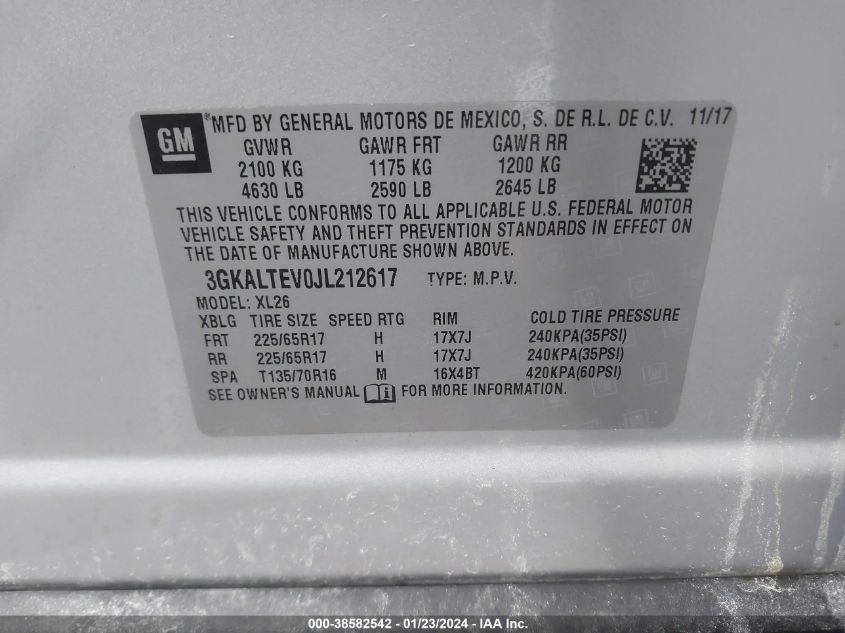 GM ®MFD BY GENERAL MOTORS DE MEXICO, S. DE R.L. DE C.V. 11/17
GVWR GAWR FRT GAWR RR
2100 KG 1175 KG 1200 KG
4630 LB 2590 LB 2645 LB
THIS VEHICLE CONFORMS TO ALL APPLICABLE U.S. FEDERAL MOTOR
VEHICLE SAFETY AND THEFT PREVENTION STANDARDS IN EFFECT ON
THE DATE OF MANUFACTURE SHOWN ABOVE.
3GKALTEV0JL212617 TYPE: M.P.V.
MODEL: XL26
XBLG TIRE SIZE SPEED RTG RIM COLD TIRE PRESSURE
FRT 225/65R17 H 17X7J 240KPA(35PSI)
RR 225/65R17 H 17X7J 240KPA(35PSI)
SPA T135/70R16 M 16X4BT 420KPA(60PSI)
SEE OWNER'S MANUAL FOR MORE INFORMATION.
000-38582542 / 01/23/2024 - IAA Inc.